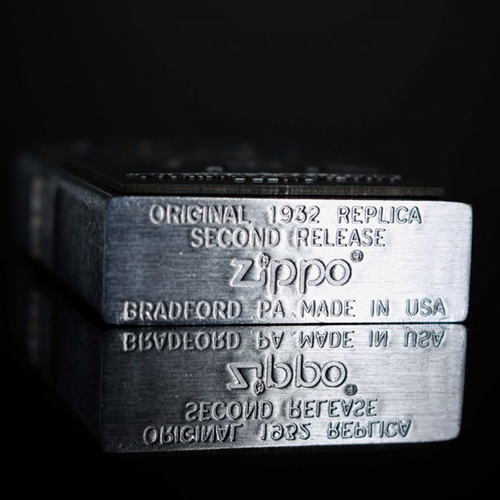 ORIGINAL 1932 REPLICA
SECOND RELEASE
Zippo®
BRADFORD PA. MADE IN USA